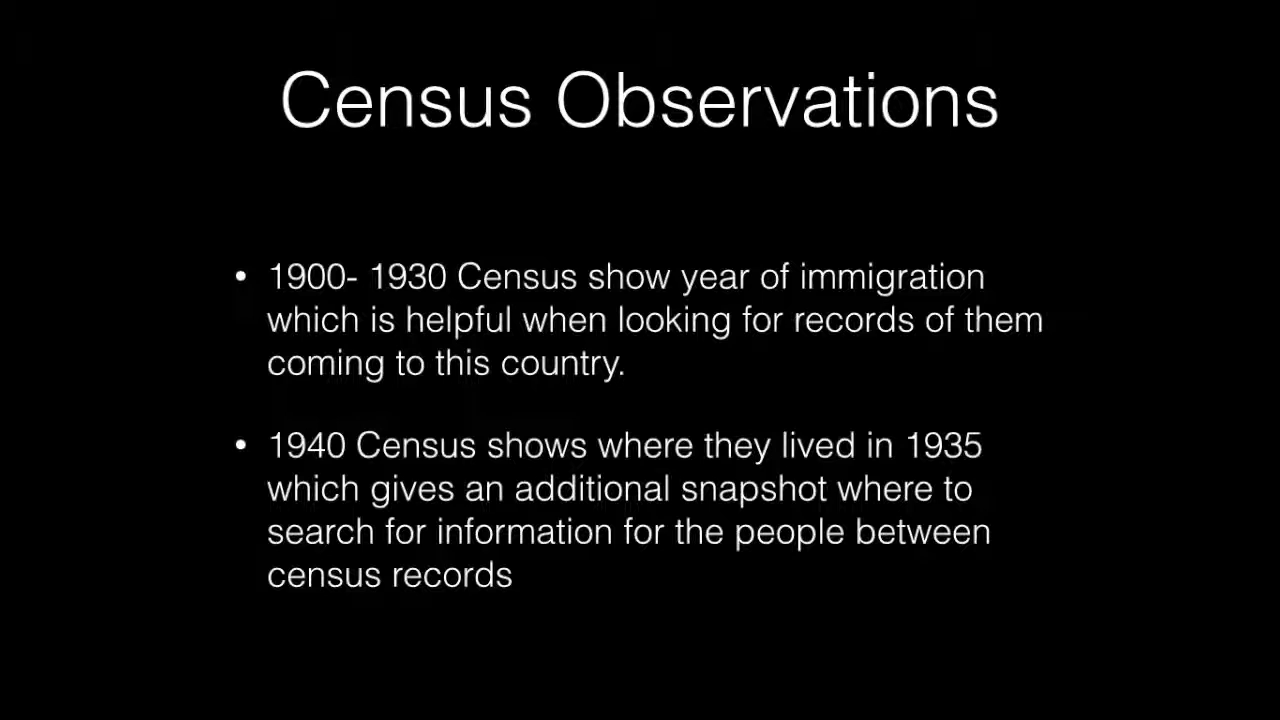 Census Observations
• 1900- 1930 Census show year of immigration
which is helpful when looking for records of them
coming to this country.
• 1940 Census shows where they lived in 1935
which gives an additional snapshot where to
search for information for the people between
census records